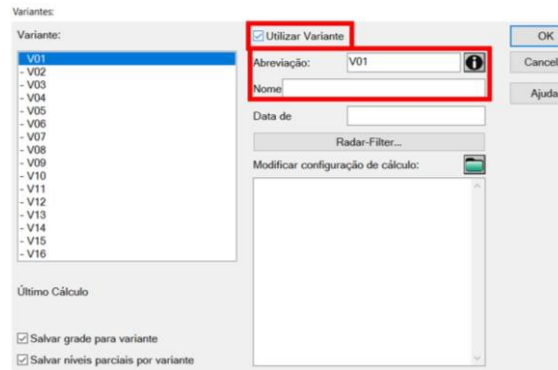 Variantes:
Variante:
V01
- V02
- V03
- V04
- V05
- V06
- V07
- V08
- V09
- V10
- V11
- V12
- V13
- V14
- V15
- V16
Último Cálculo
Salvar grade para variante
Salvar níveis parciais por variante
Utilizar Variante
Abreviação: V01
Nome
Data de
Radar-Filter...
Modificar configuração de cálculo:
OK
Cancel
Ajuda